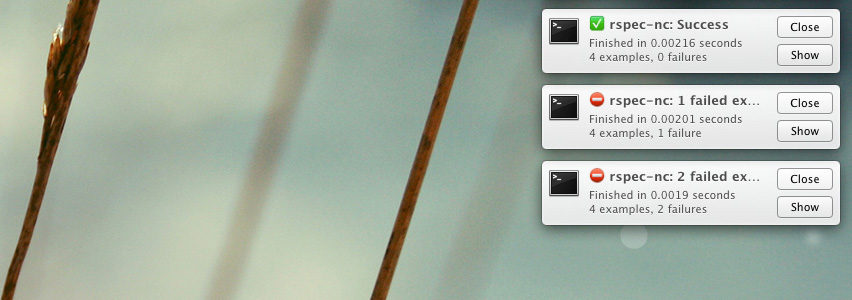 rspec-nc: Success
Close
Finished in 0.00216 seconds
4 examples, 0 failures
Show
rspec-nc: 1 failed ex...
Close
Finished in 0.00201 seconds
4 examples, 1 failure
Show
rspec-nc: 2 failed ex...
Close
Finished in 0.0019 seconds
4 examples, 2 failures
Show